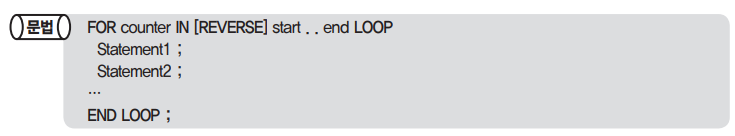 문법
FOR counter IN [REVERSE] start . . end LOOP
Statement1 ;
Statement2 ;
...
END LOOP ;